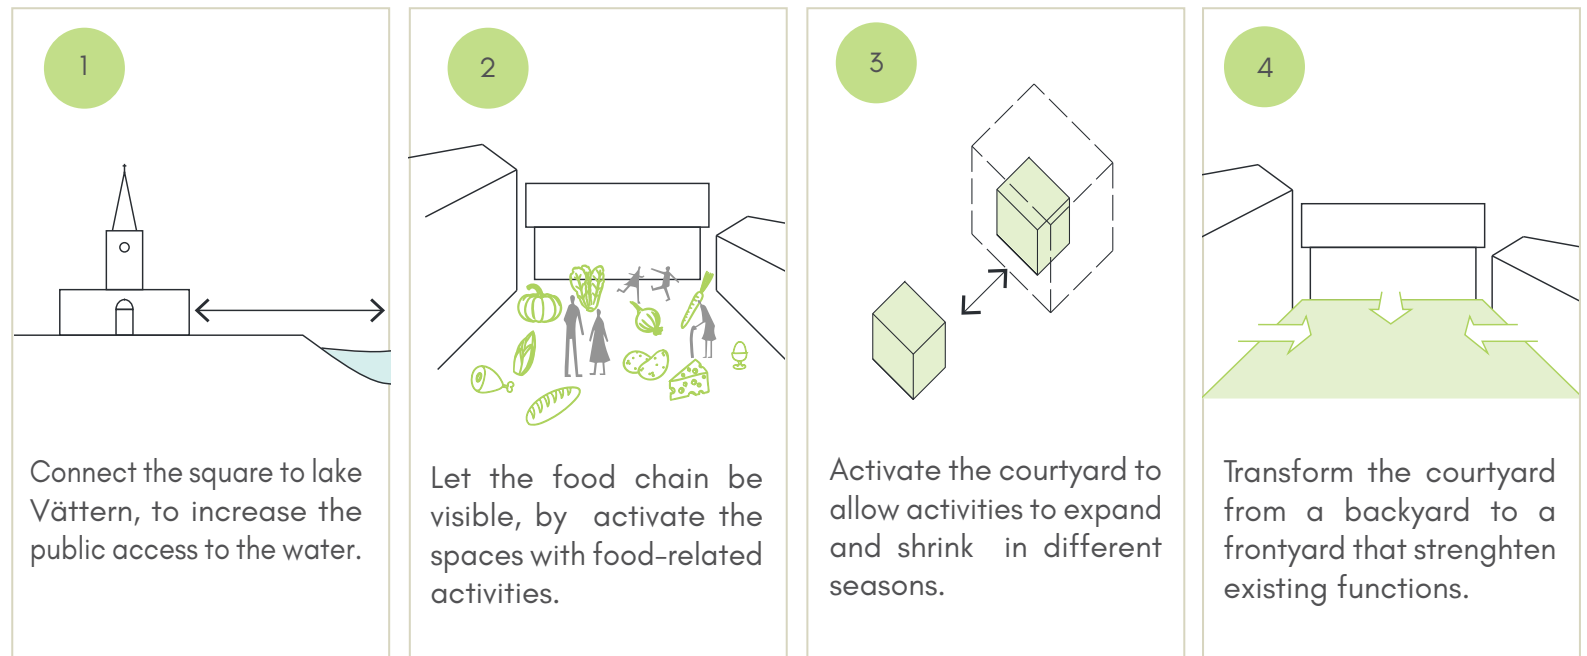 1
Connect the square to lake
Vättern, to increase the
public access to the water.
2
Let the food chain be
visible, by activate the
spaces with food-related
activities.
3
Activate the courtyard to
allow activities to expand
and shrink in different
seasons.
4
Transform the courtyard
from a backyard to a
frontyard that strenghten
existing functions.